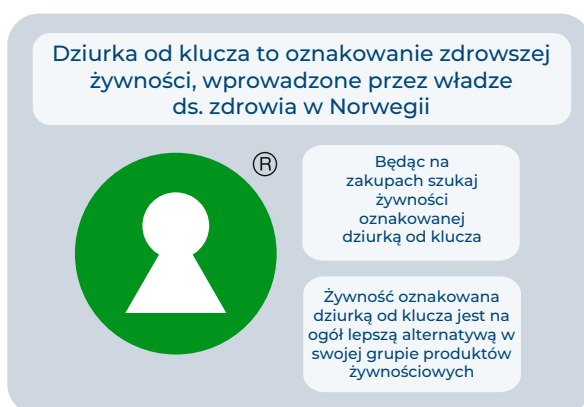 Dziurka od klucza to oznakowanie zdrowszej
żywności, wprowadzone przez władze
ds. zdrowia w Norwegii
®
Będąc na
zakupach szukaj
żywności
oznakowanej
dziurką od klucza
Żywność oznakowana
dziurką od klucza jest na
ogół lepszą alternatywą w
swojej grupie produktów
żywnościowych